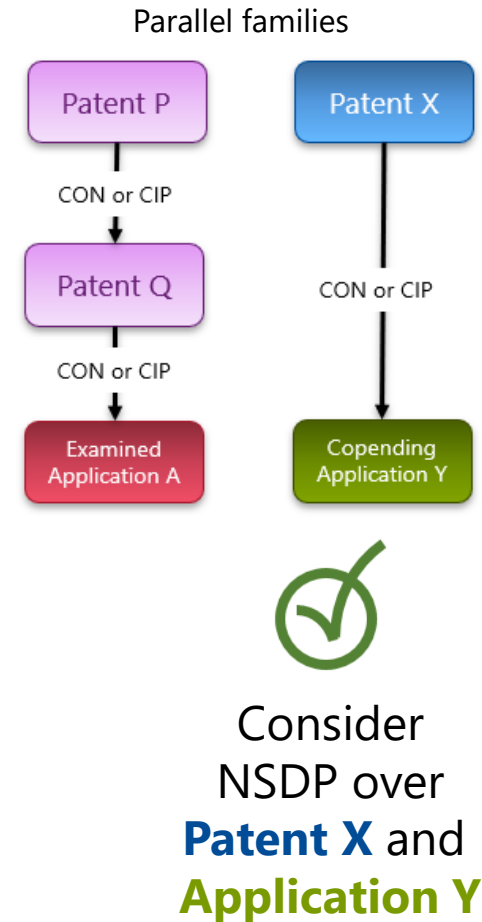 Parallel families
Patent P
CON or CIP
Patent Q
CON or CIP
Examined
Application A
Patent X
CON or CIP
Copending
Application Y
Consider
NSDP over
Patent X and
Application Y